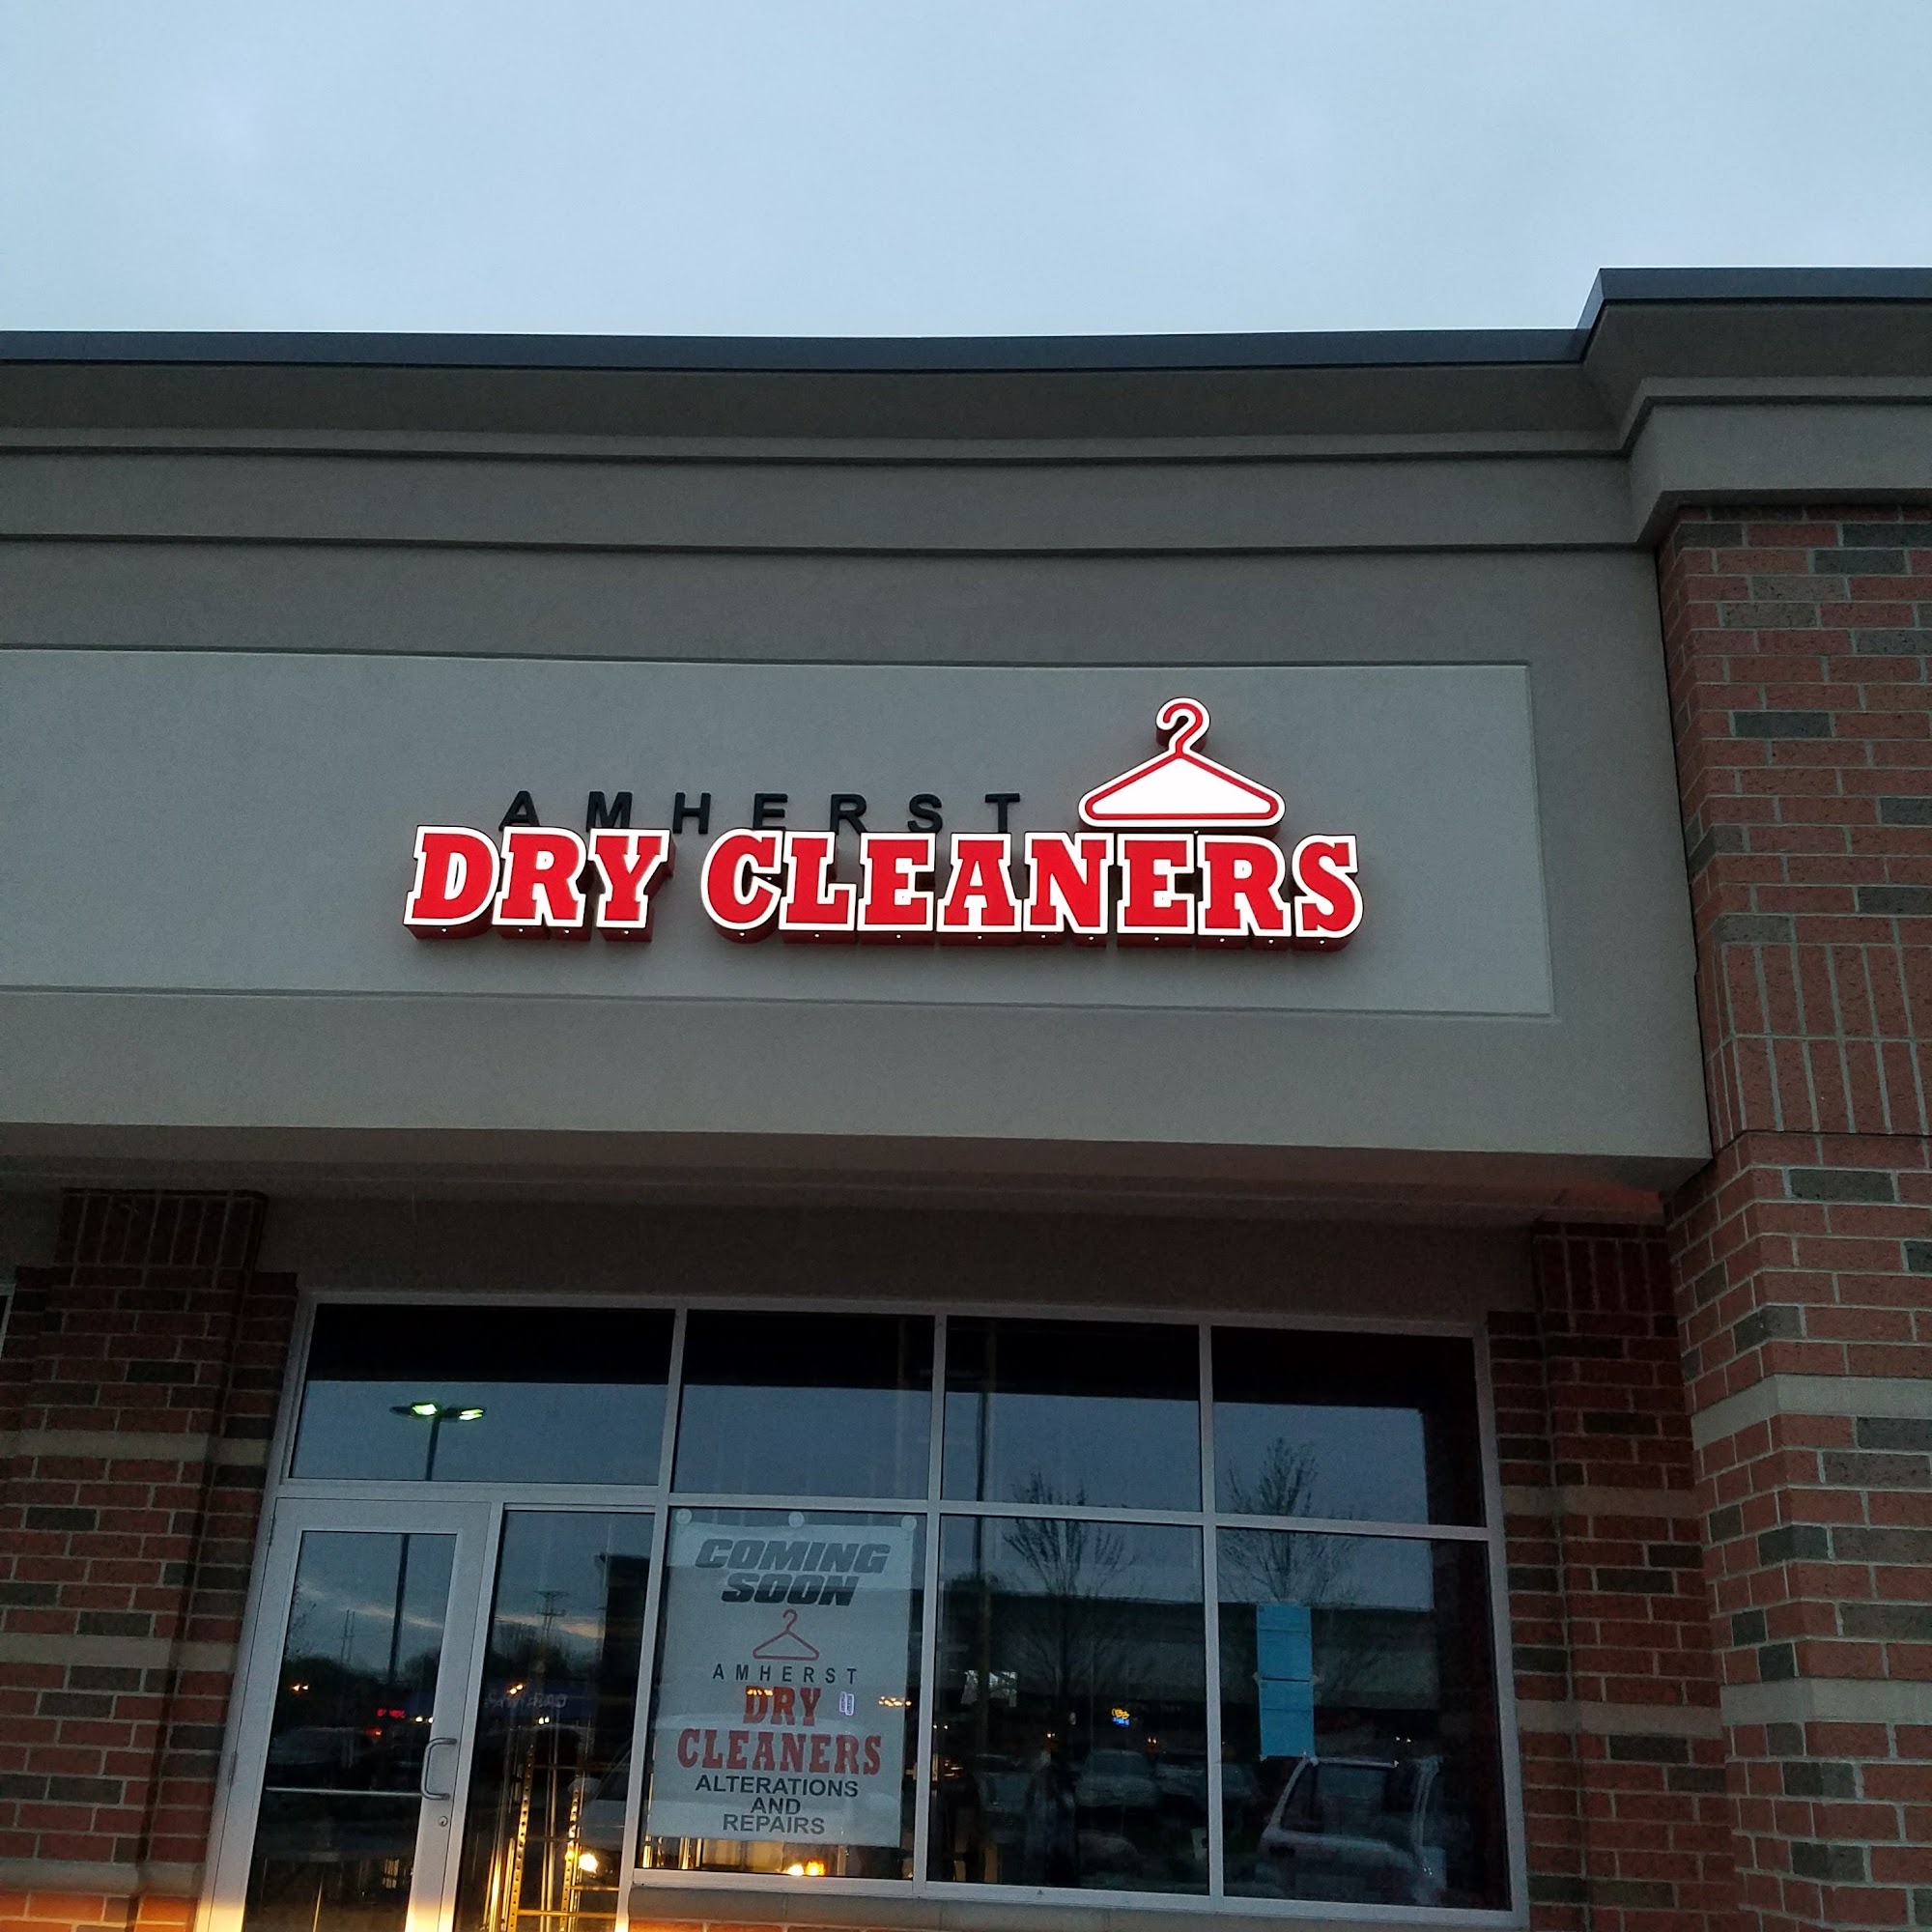 AMHERST
DRY CLEANERS
COMING
SOON
AMHERST
DRY
CLEANERS
ALTERATIONS
AND
REPAIRS